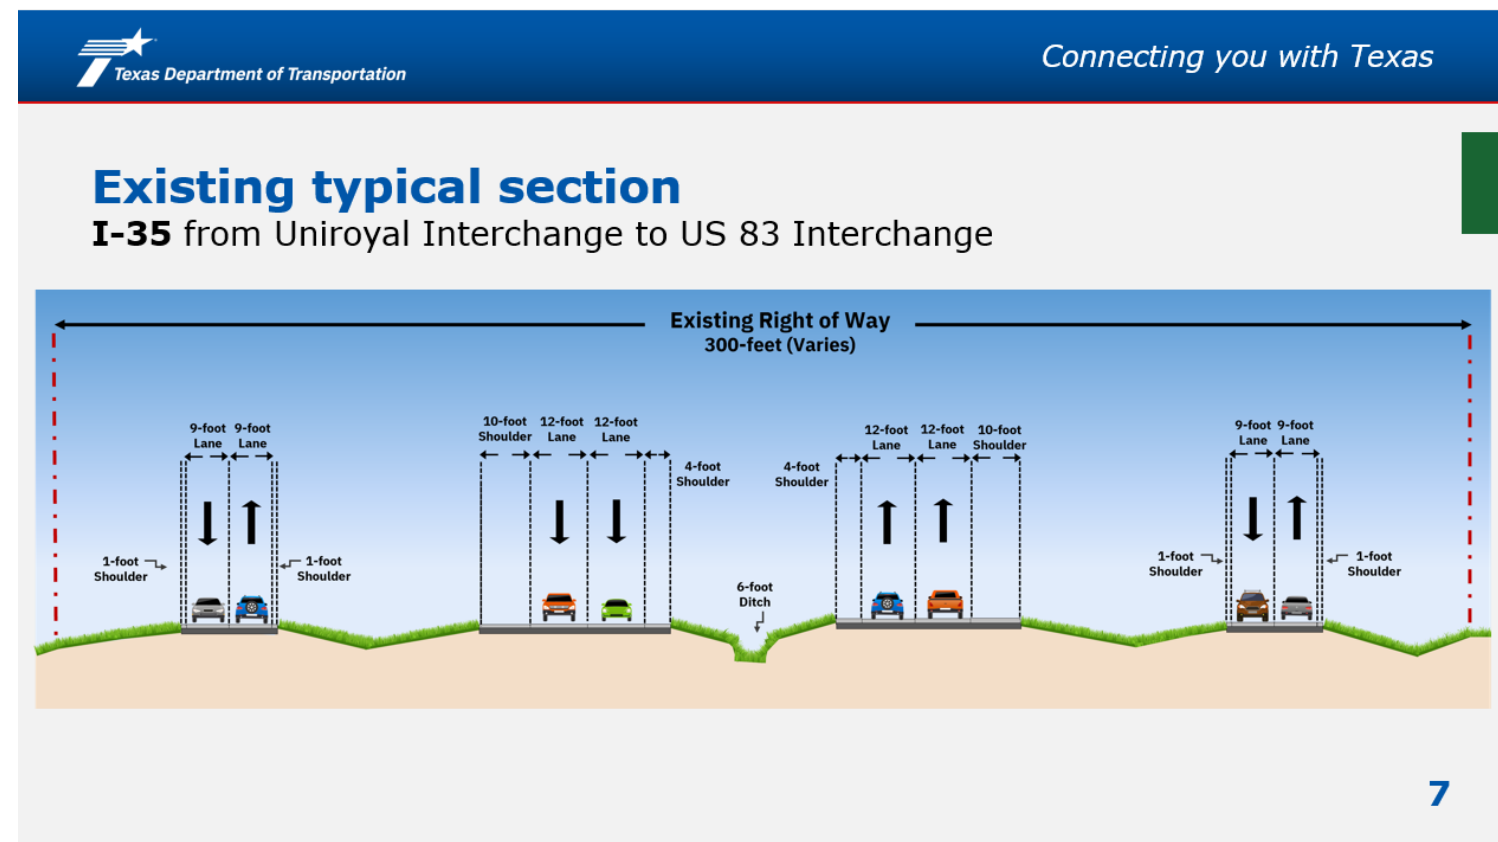 Texas Department of Transportation
Connecting you with Texas
Existing typical section
I-35 from Uniroyal Interchange to US 83 Interchange
Existing Right of Way
300-feet (Varies)
9-foot Lane
9-foot Lane
1-foot Shoulder
1-foot Shoulder
10-foot Shoulder
12-foot Lane
12-foot Lane
4-foot Shoulder
6-foot Ditch
4-foot Shoulder
12-foot Lane
12-foot Lane
10-foot Shoulder
9-foot Lane
9-foot Lane
1-foot Shoulder
1-foot Shoulder
7